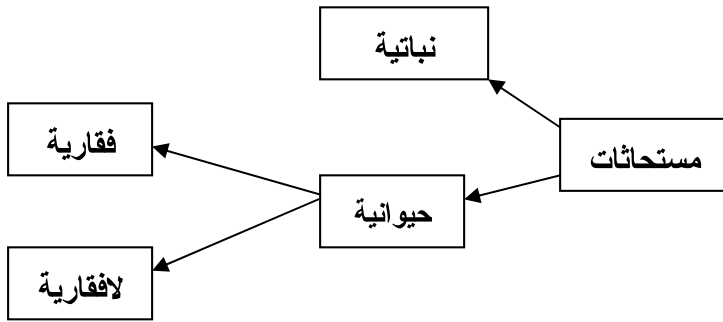 مستحاثات
نباتية
حيوانية
فقارية
لافقارية